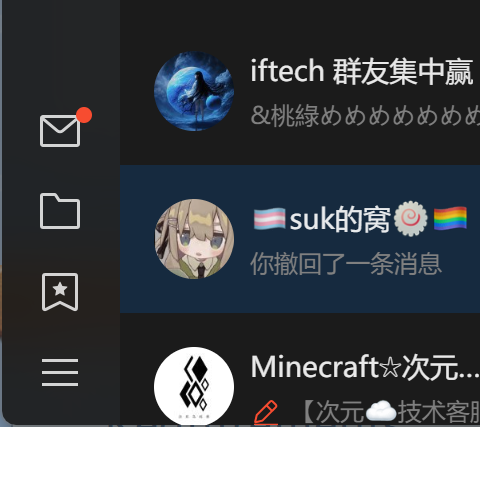 iftech 群友集中赢
&桃綠めめめめめめめ
🏳️‍⚧️suk的窝🍥🏳️‍🌈
你撤回了一条消息
Minecraft☆次元...
【次元☁️技术客服